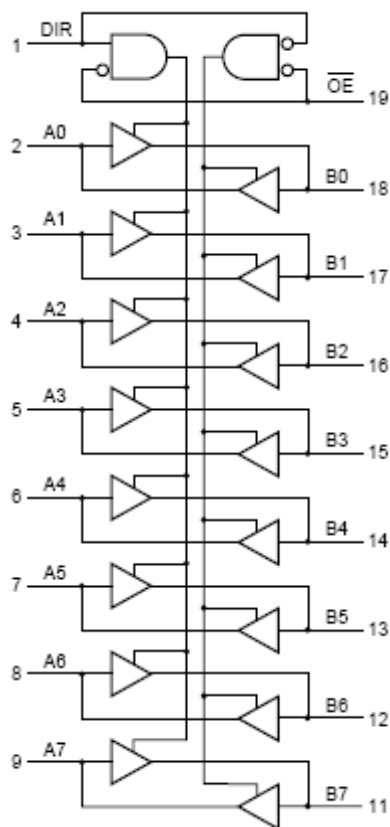 1 DIR
O̅E̅ 19
2 A0
B0 18
3 A1
B1 17
4 A2
B2 16
5 A3
B3 15
6 A4
B4 14
7 A5
B5 13
8 A6
B6 12
9 A7
B7 11